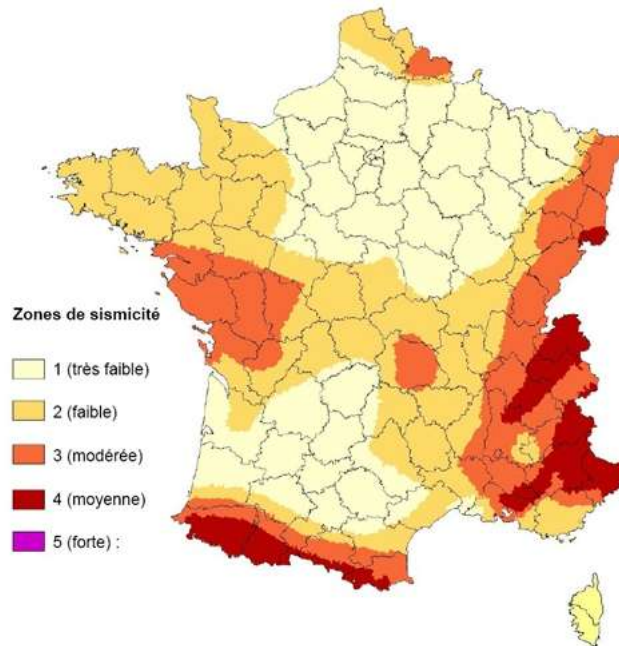 Zones de sismicité
1 (très faible)
2 (faible)
3 (modérée)
4 (moyenne)
5 (forte) :